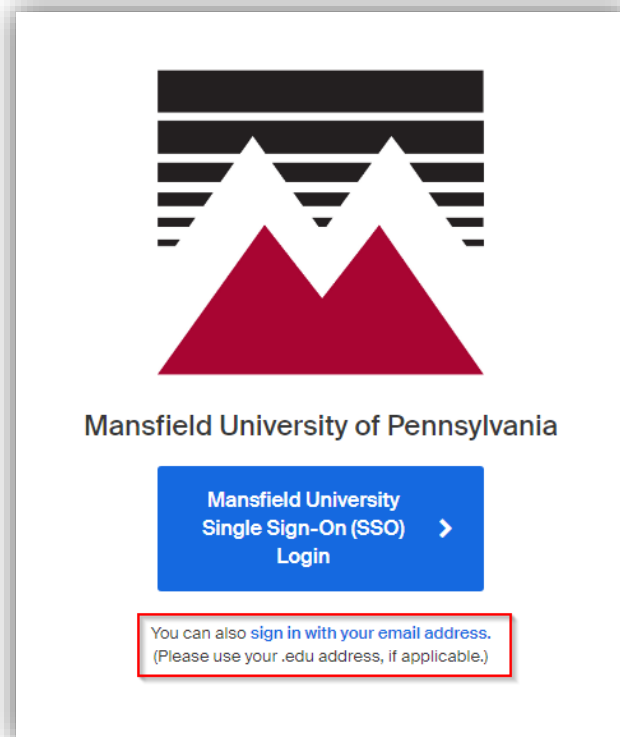 Mansfield University of Pennsylvania
Mansfield University
Single Sign-On (SSO)
Login
You can also sign in with your email address.
(Please use your .edu address, if applicable.)